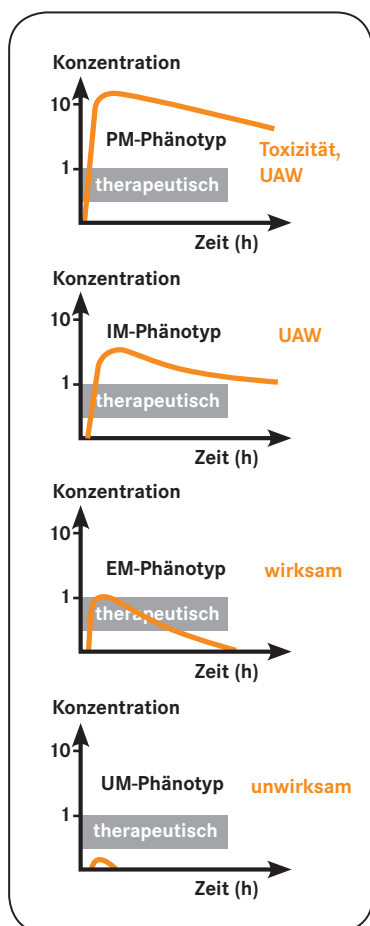 Konzentration
10
PM-Phänotyp
Toxizität,
UAW
1
therapeutisch
Zeit (h)
Konzentration
10
IM-Phänotyp
UAW
1
therapeutisch
Zeit (h)
Konzentration
10
EM-Phänotyp
wirksam
1
therapeutisch
Zeit (h)
Konzentration
10
UM-Phänotyp
unwirksam
1
therapeutisch
Zeit (h)